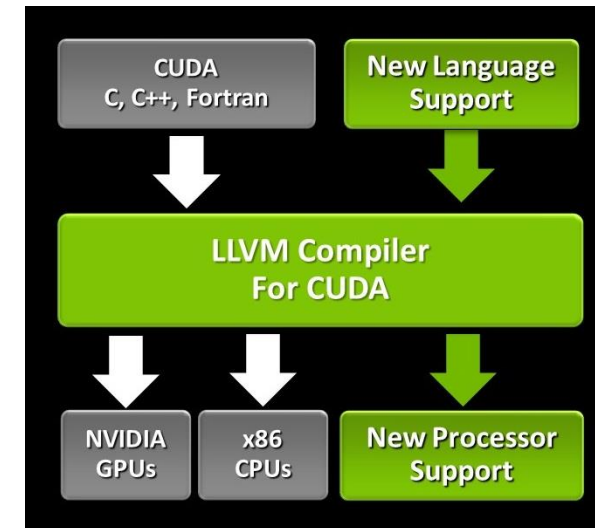 CUDA
C, C++, Fortran
New Language
Support
LLVM Compiler
For CUDA
NVIDIA
GPUs
x86
CPUs
New Processor
Support